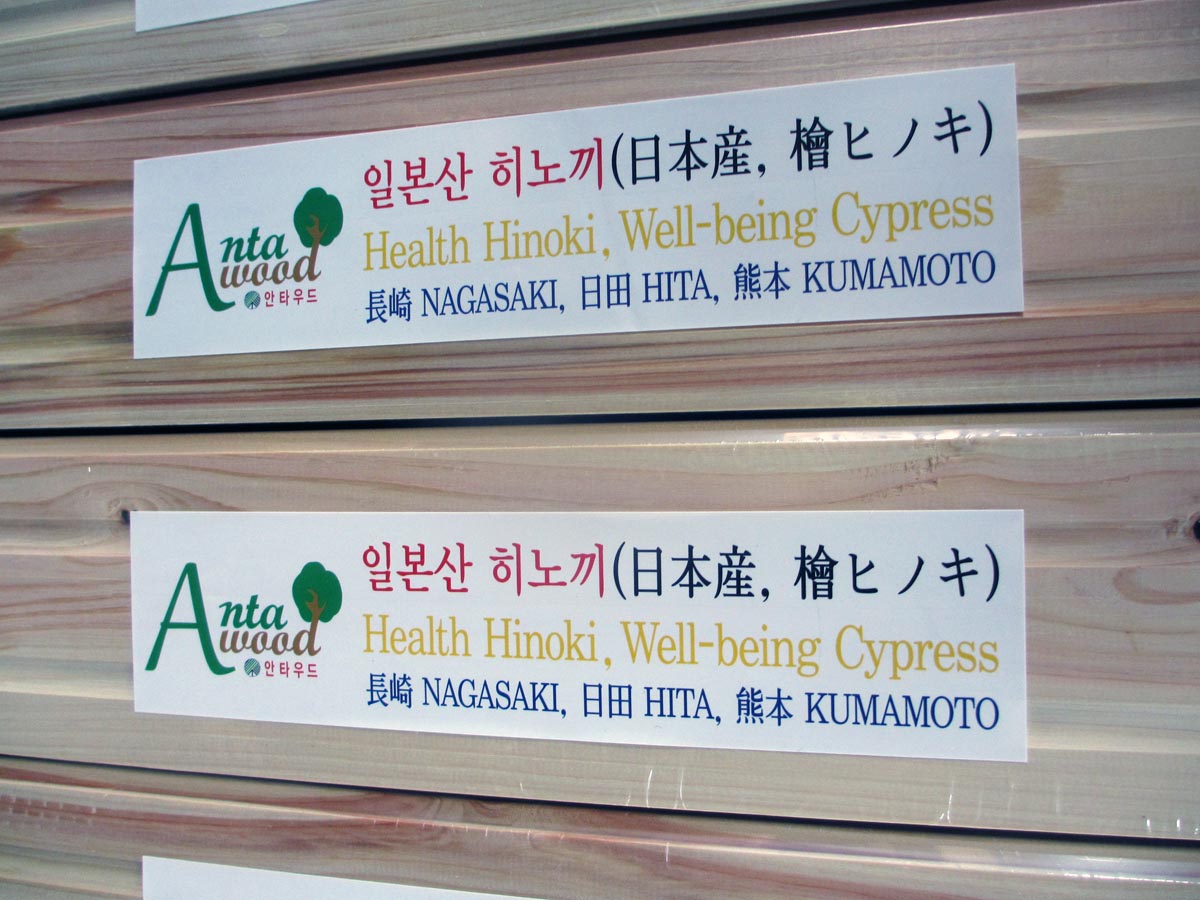 Anta
wood
안타우드
일본산 히노끼(日本産, 檜ヒノキ)
Health Hinoki, Well-being Cypress
長崎 NAGASAKI, 日田 HITA, 熊本 KUMAMOTO
Anta
wood
안타우드
일본산 히노끼(日本産, 檜ヒノキ)
Health Hinoki, Well-being Cypress
長崎 NAGASAKI, 日田 HITA, 熊本 KUMAMOTO